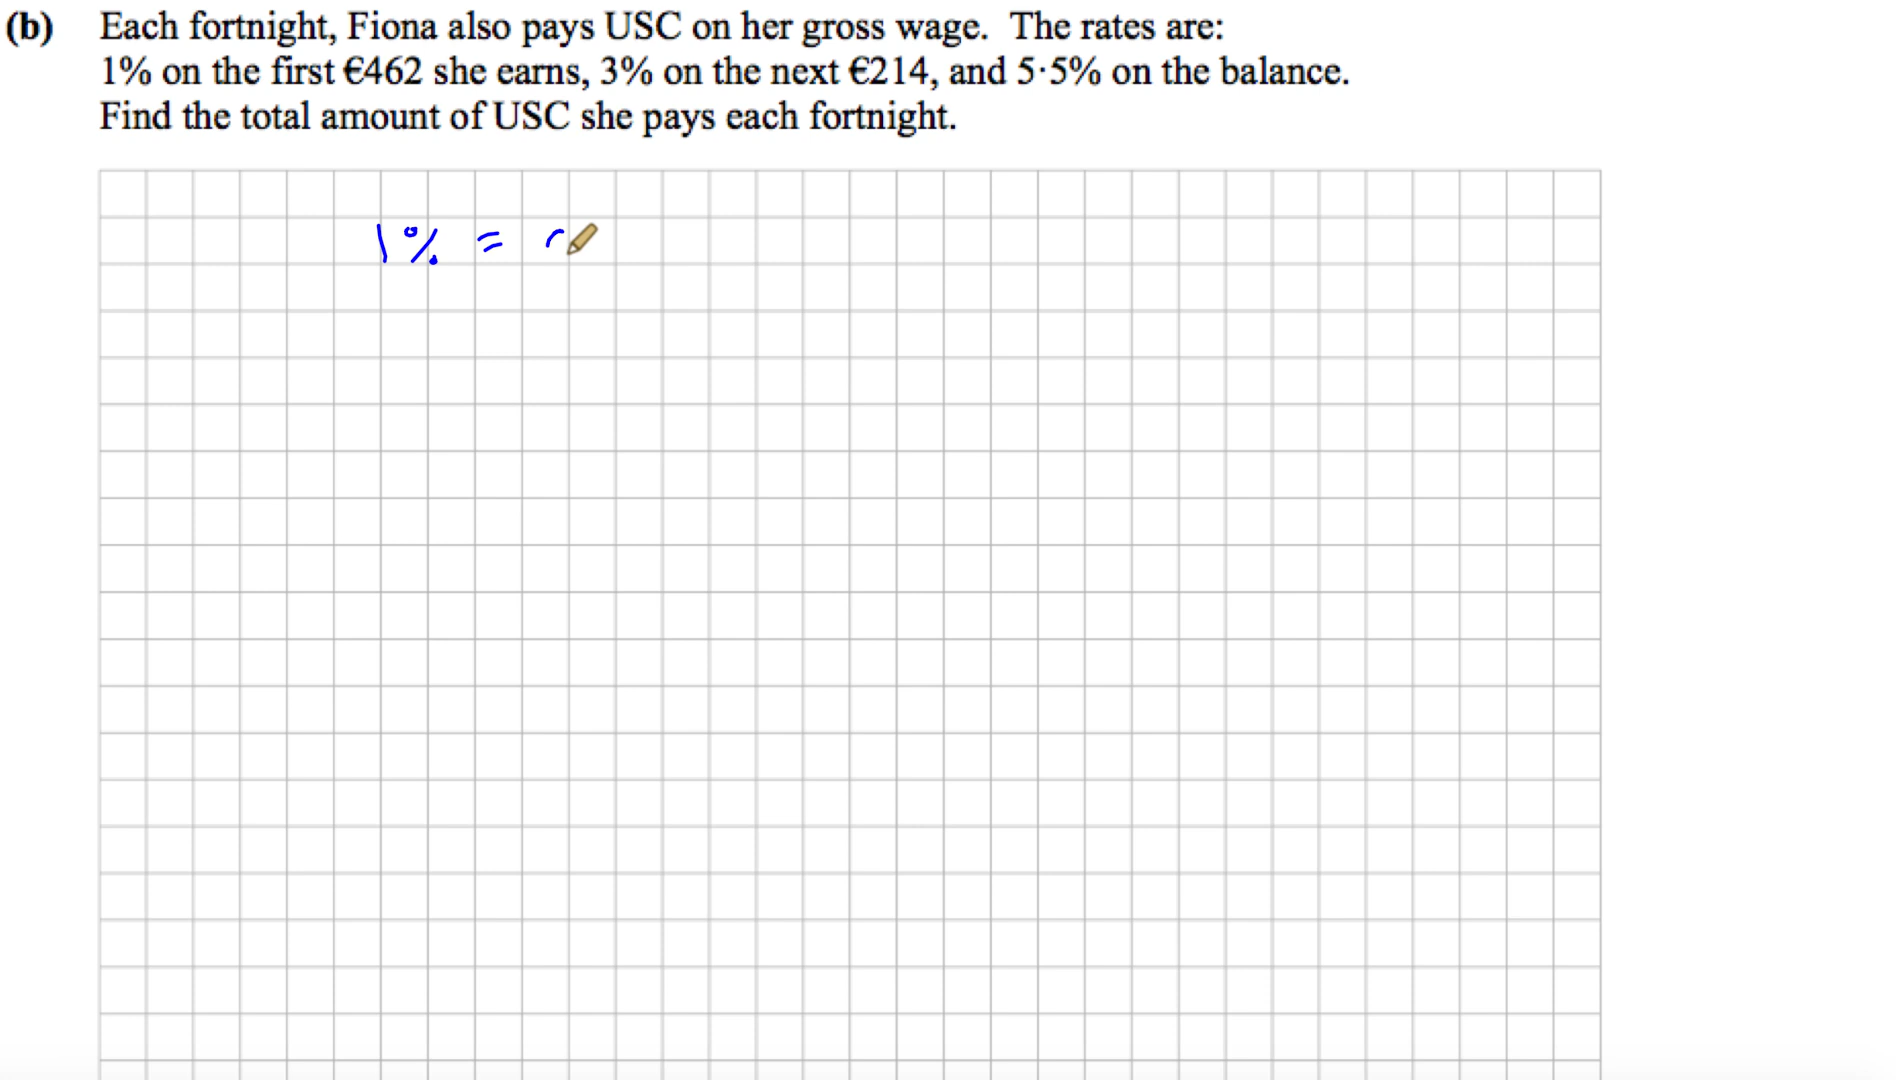 (b) Each fortnight, Fiona also pays USC on her gross wage. The rates are:
1% on the first €462 she earns, 3% on the next €214, and 5·5% on the balance.
Find the total amount of USC she pays each fortnight.
1% =